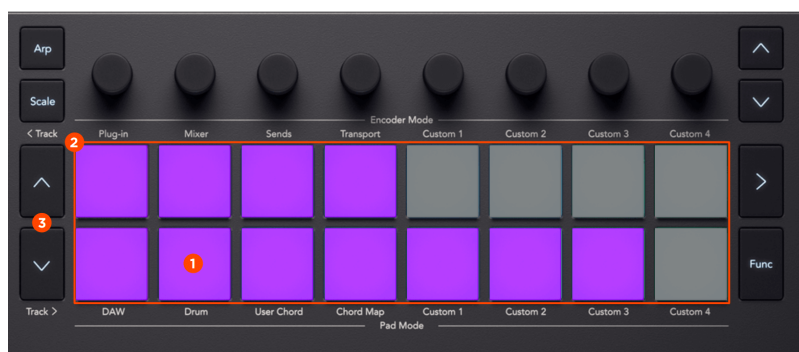 Arp
Scale
Encoder Mode
< Track Plug-in Mixer Sends Transport Custom 1 Custom 2 Custom 3 Custom 4
2
3
1
Func
Track > DAW Drum User Chord Chord Map Custom 1 Custom 2 Custom 3 Custom 4
Pad Mode